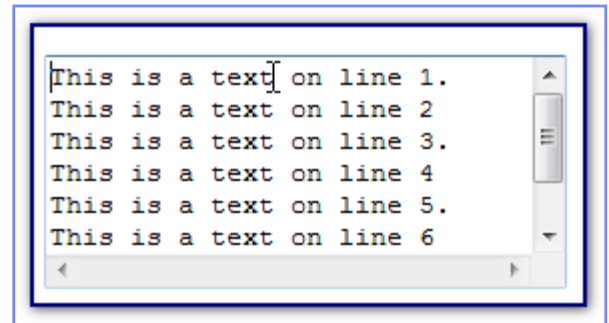 This is a text on line 1.
This is a text on line 2
This is a text on line 3.
This is a text on line 4
This is a text on line 5.
This is a text on line 6